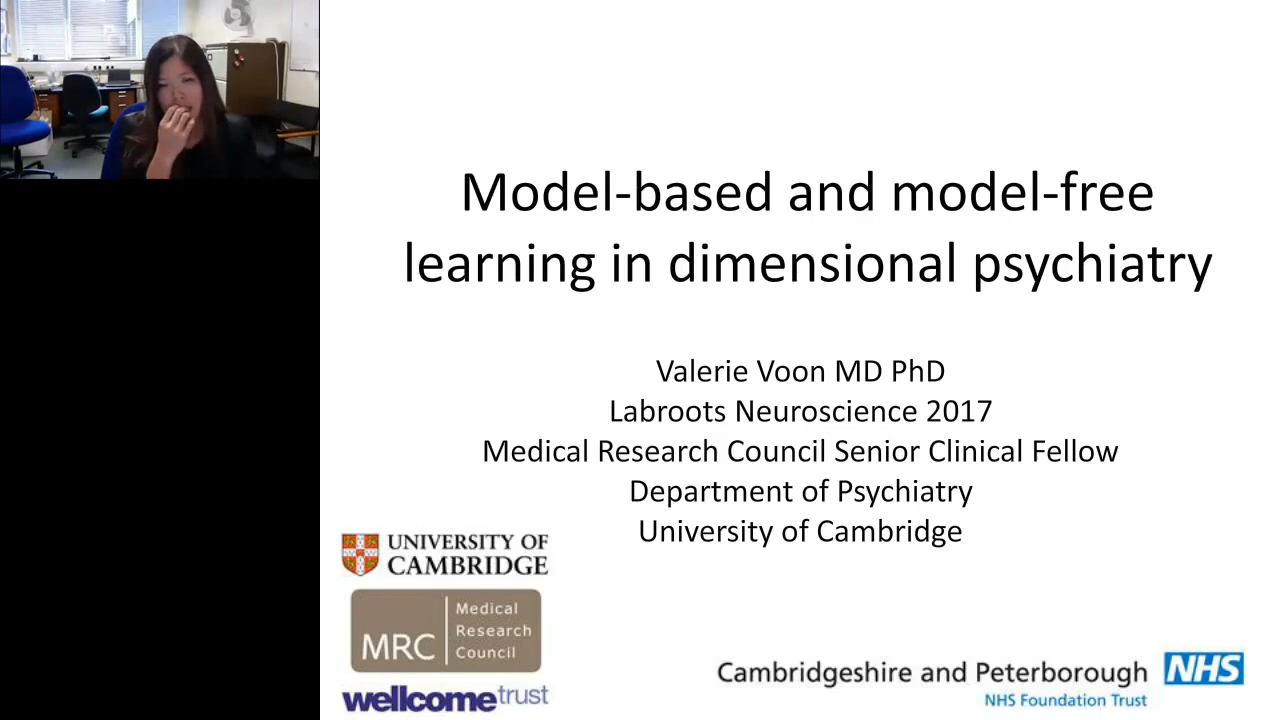 Model-based and model-free
learning in dimensional psychiatry
Valerie Voon MD PhD
Labroots Neuroscience 2017
Medical Research Council Senior Clinical Fellow
Department of Psychiatry
University of Cambridge
UNIVERSITY OF
CAMBRIDGE
MRC
Medical
Research
Council
wellcometrust
Cambridgeshire and Peterborough
NHS
NHS Foundation Trust